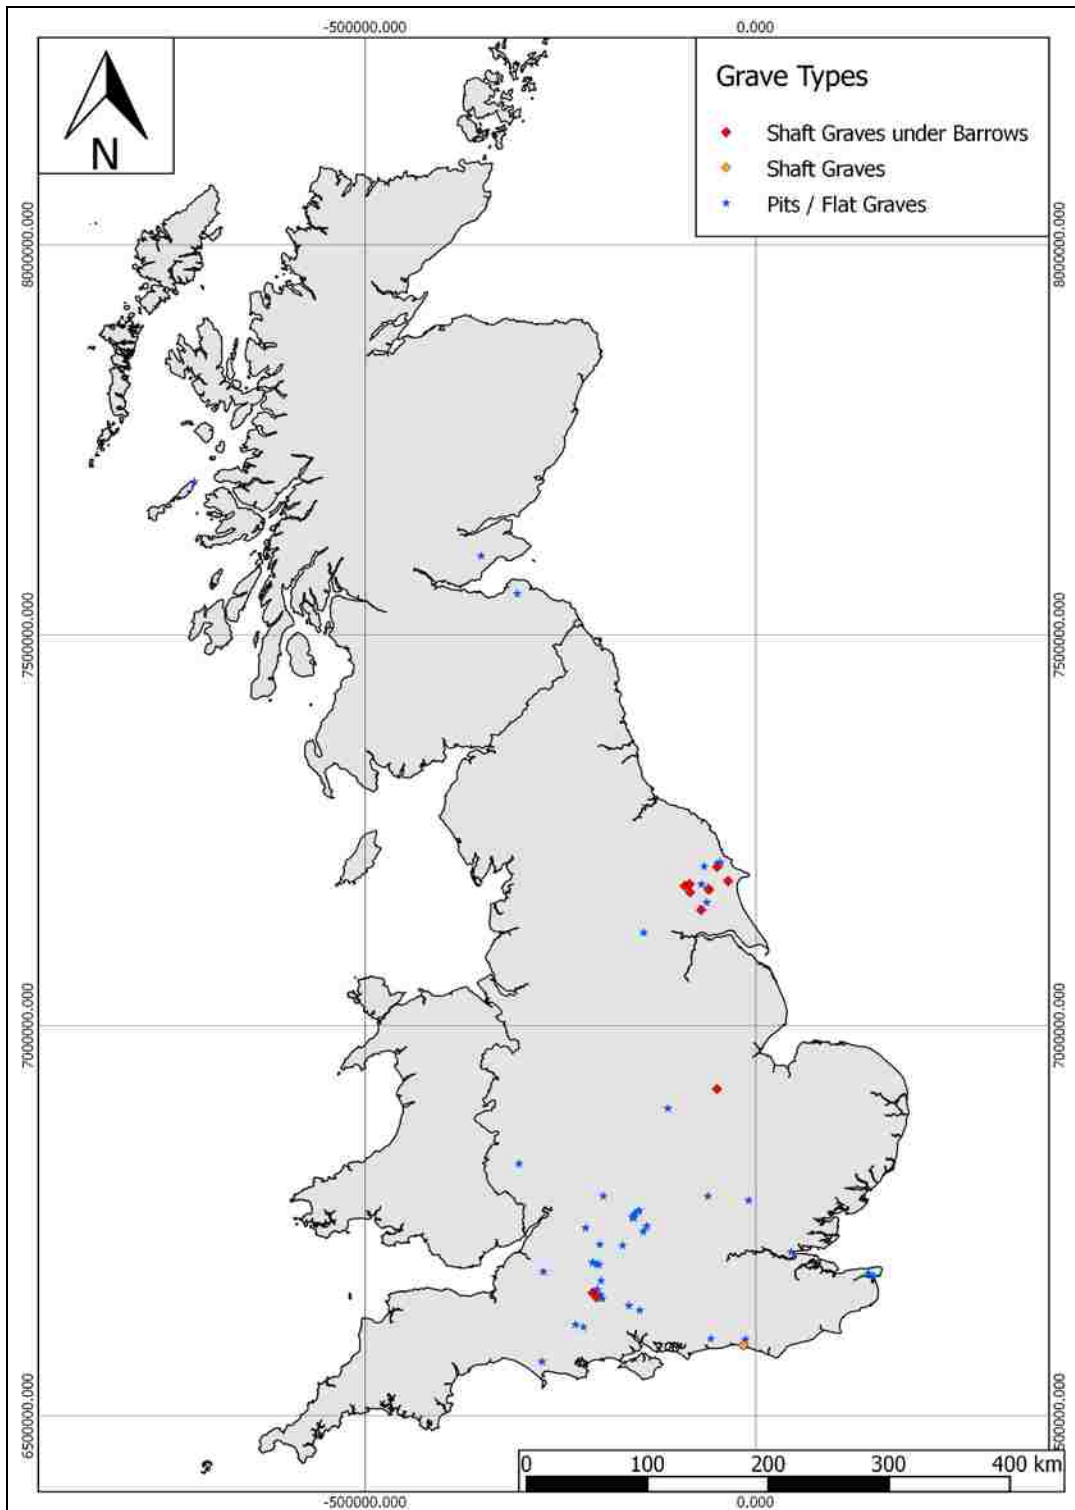 -500000.000 0.000
N
Grave Types
Shaft Graves under Barrows
Shaft Graves
Pits / Flat Graves
8000000.000 8000000.000
7500000.000 7500000.000
7000000.000 7000000.000
6500000.000 6500000.000
0 100 200 300 400 km
-500000.000 0.000